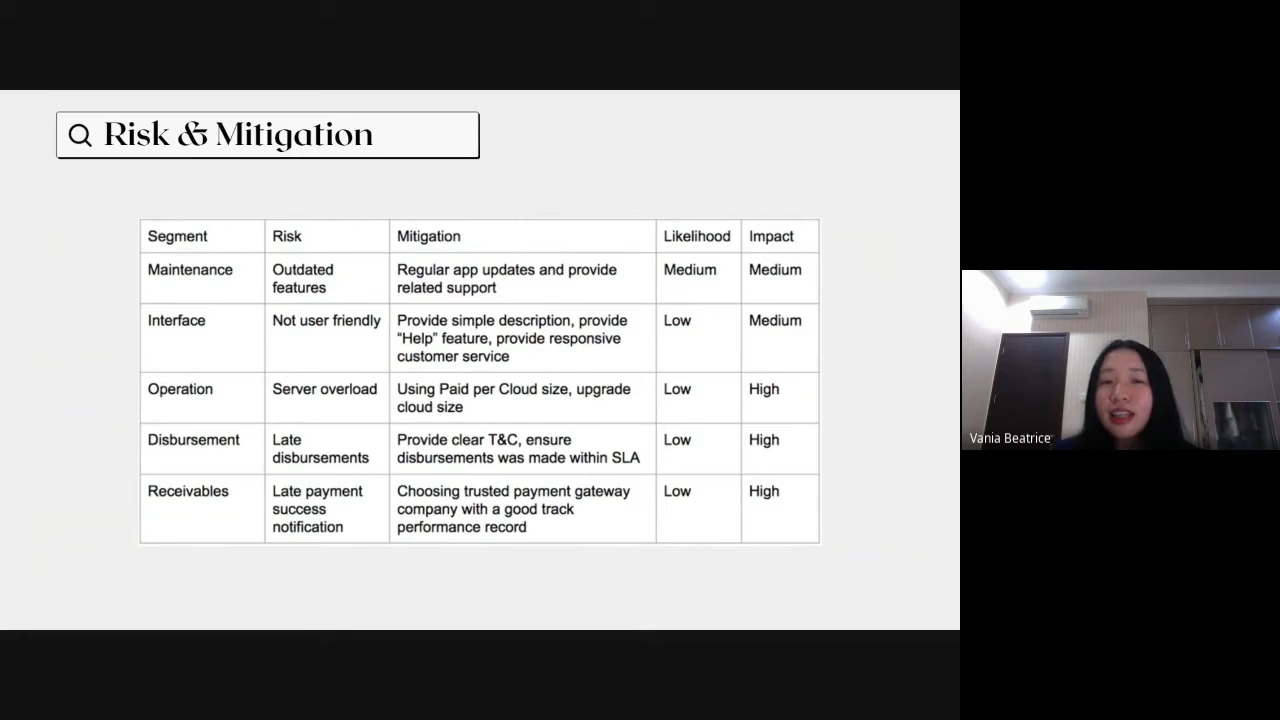 Risk & Mitigation
Segment Risk Mitigation Likelihood Impact
Maintenance Outdated features Regular app updates and provide related support Medium Medium
Interface Not user friendly Provide simple description, provide “Help” feature, provide responsive customer service Low Medium
Operation Server overload Using Paid per Cloud size, upgrade cloud size Low High
Disbursement Late disbursements Provide clear T&C, ensure disbursements was made within SLA Low High
Receivables Late payment success notification Choosing trusted payment gateway company with a good track performance record Low High
Vania Beatrice